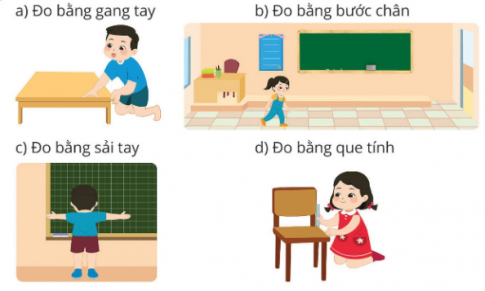 a) Đo bằng gang tay
b) Đo bằng bước chân
c) Đo bằng sải tay
d) Đo bằng que tính